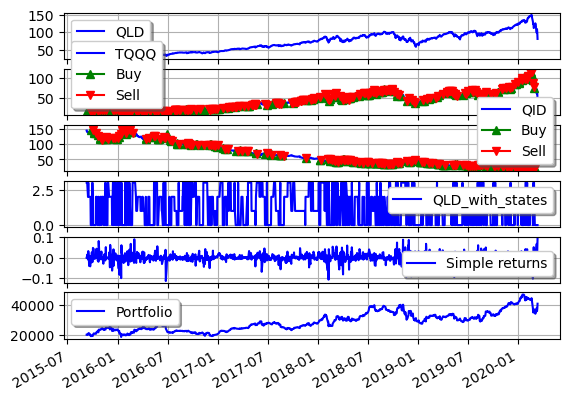 150
100
50
QLD
TQQQ
Buy
Sell
100
50
QID
Buy
Sell
150
100
50
2.5
0.0
QLD_with_states
0.1
0.0
−0.1
Simple returns
40000
20000
Portfolio
2015-07
2016-01
2016-07
2017-01
2017-07
2018-01
2018-07
2019-01
2019-07
2020-01